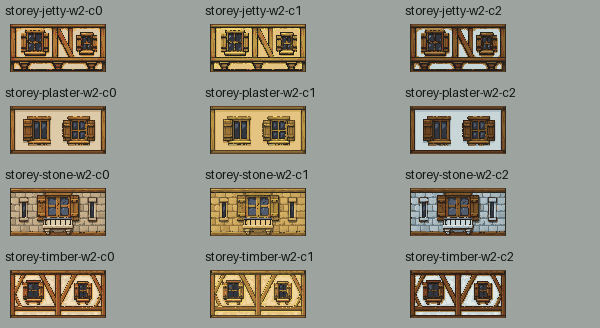 storey-jetty-w2-c0 storey-jetty-w2-c1 storey-jetty-w2-c2
storey-plaster-w2-c0 storey-plaster-w2-c1 storey-plaster-w2-c2
storey-stone-w2-c0 storey-stone-w2-c1 storey-stone-w2-c2
storey-timber-w2-c0 storey-timber-w2-c1 storey-timber-w2-c2